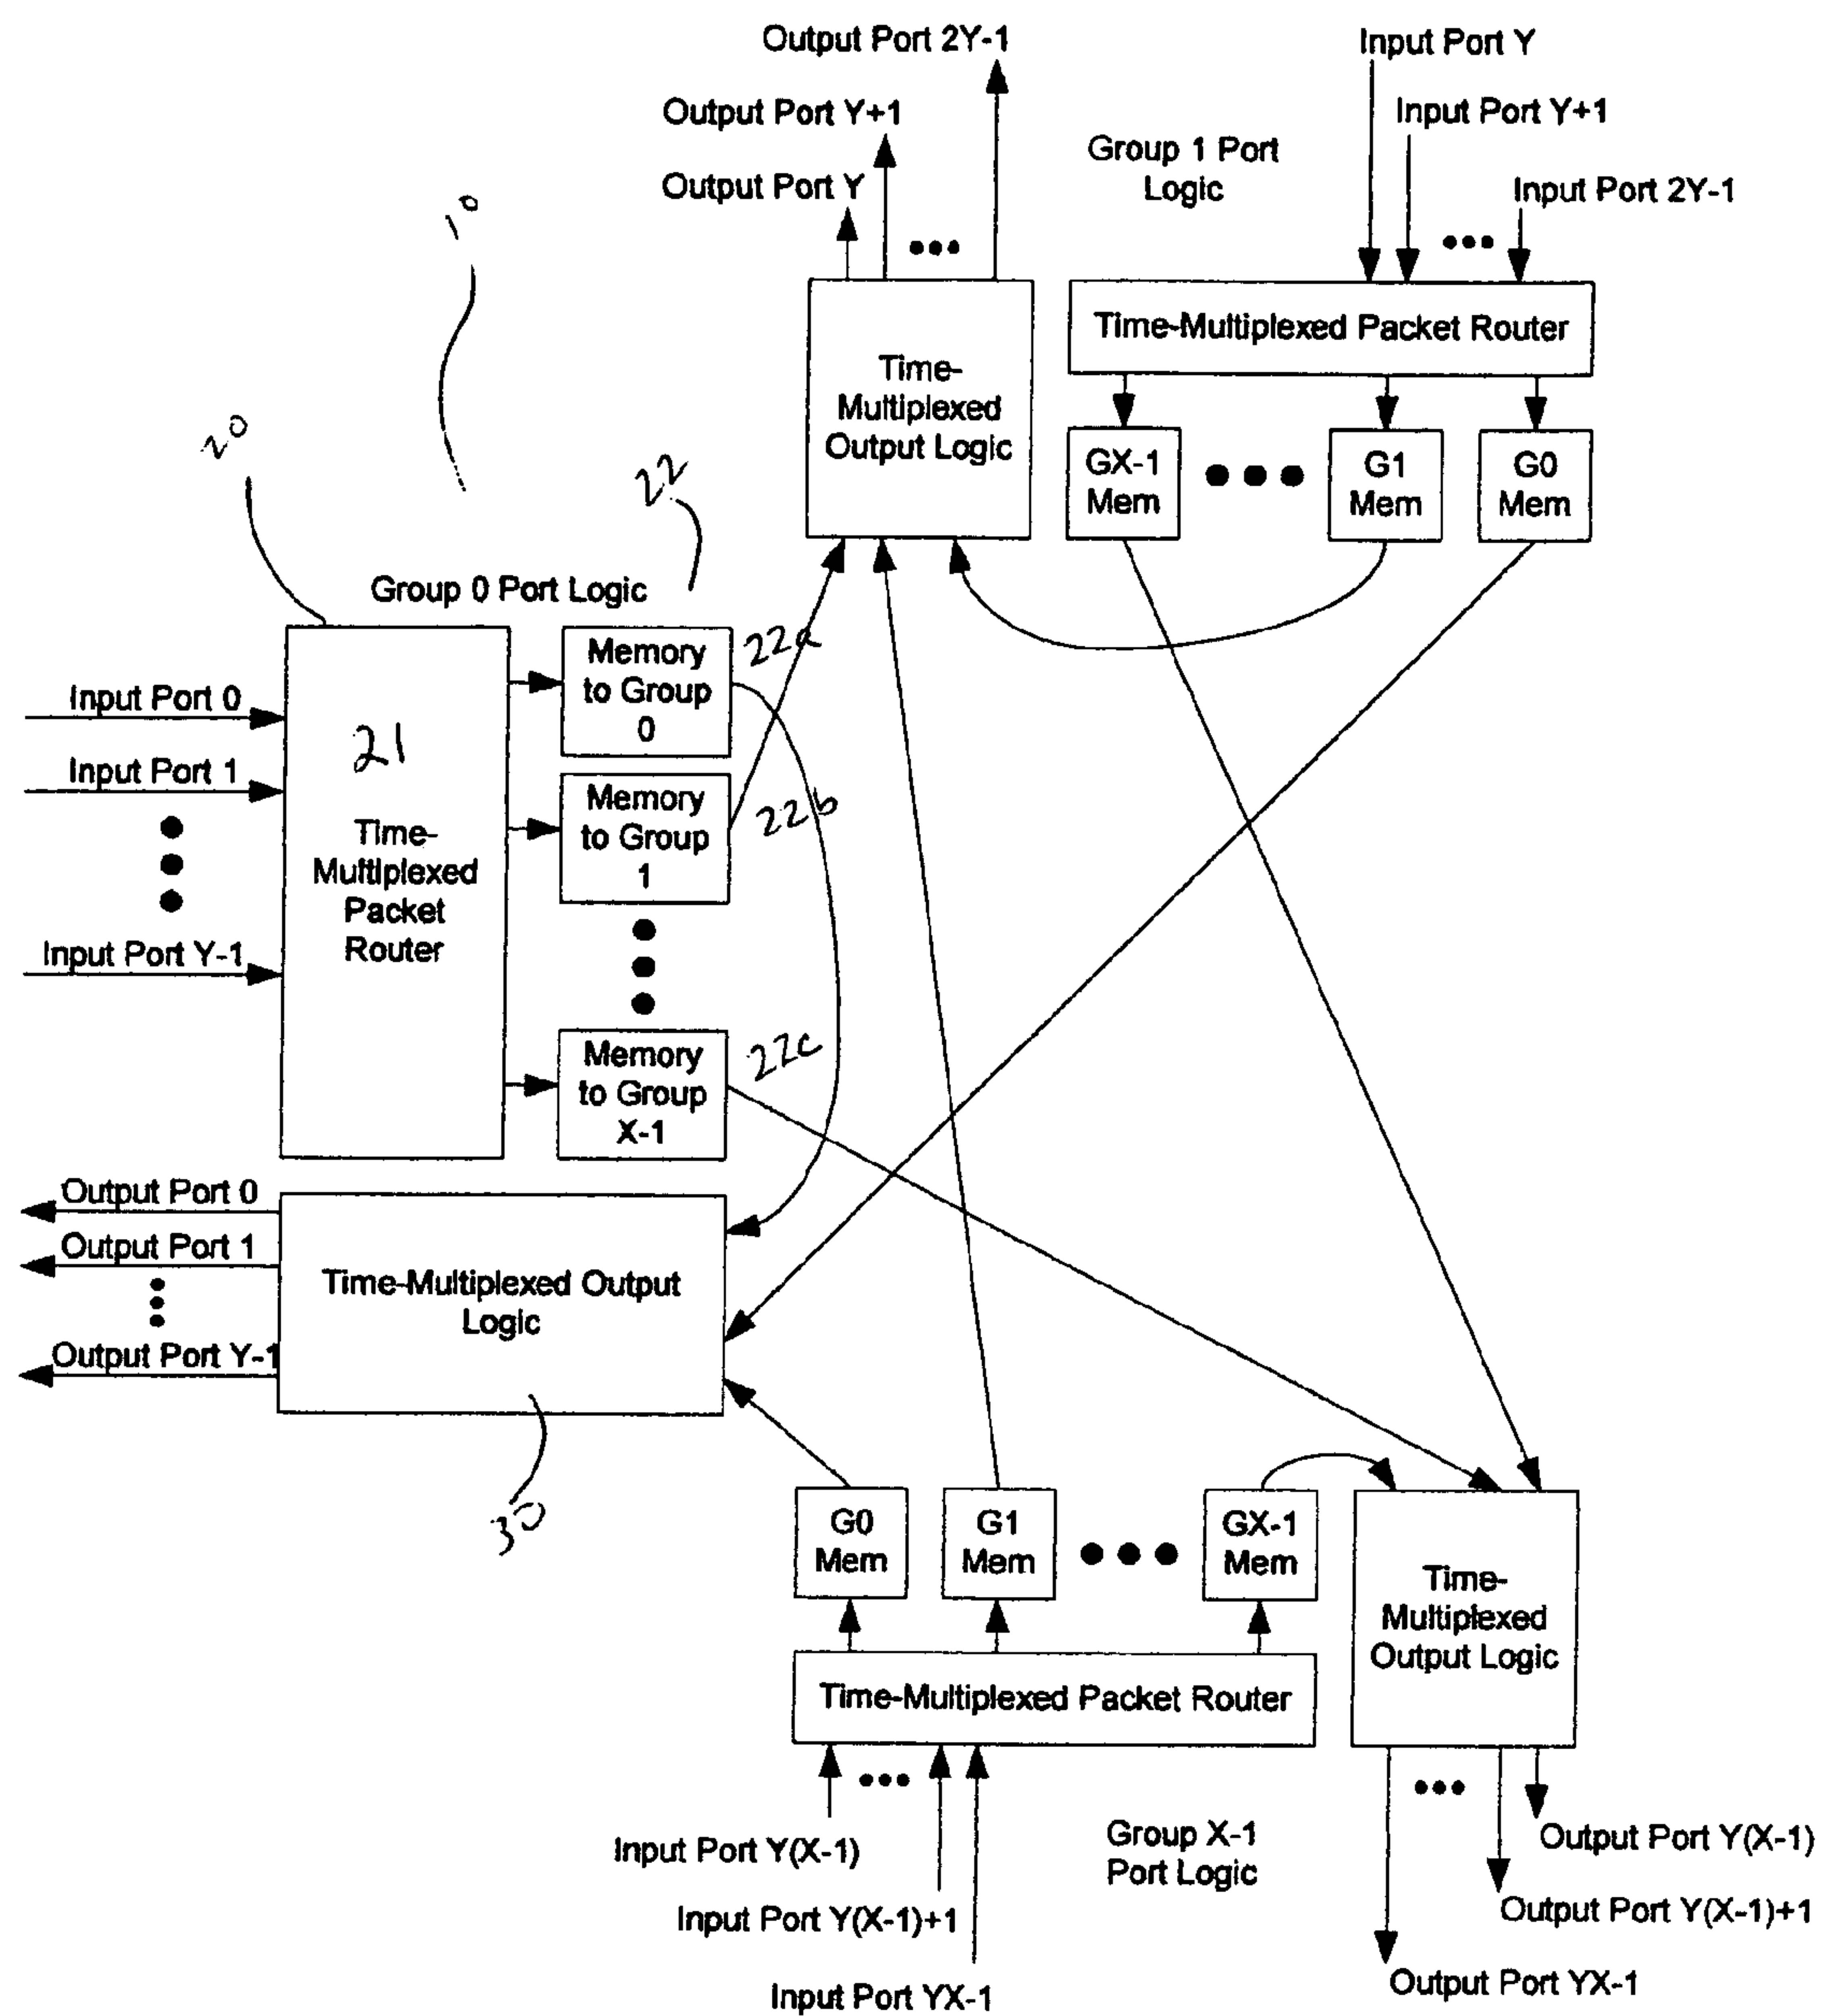 Output Port 2Y-1
Input Port Y
Output Port Y+1
Input Port Y+1
Group 1 Port
Logic
Output Port Y
Input Port 2Y-1
10
Time-Multiplexed Packet Router
Time-
Multiplexed
Output Logic
20
22
GX-1
Mem
G1
Mem
G0
Mem
Group 0 Port Logic
Memory
to Group
0
22a
Input Port 0
21
Input Port 1
Memory
to Group
1
22b
Time-
Multiplexed
Packet
Router
Input Port Y-1
Memory
to Group
X-1
22c
Output Port 0
Output Port 1
Time-Multiplexed Output
Logic
Output Port Y-1
30
G0
Mem
G1
Mem
GX-1
Mem
Time-
Multiplexed
Output Logic
Time-Multiplexed Packet Router
Input Port Y(X-1)
Group X-1
Port Logic
Output Port Y(X-1)
Input Port Y(X-1)+1
Output Port Y(X-1)+1
Input Port YX-1
Output Port YX-1